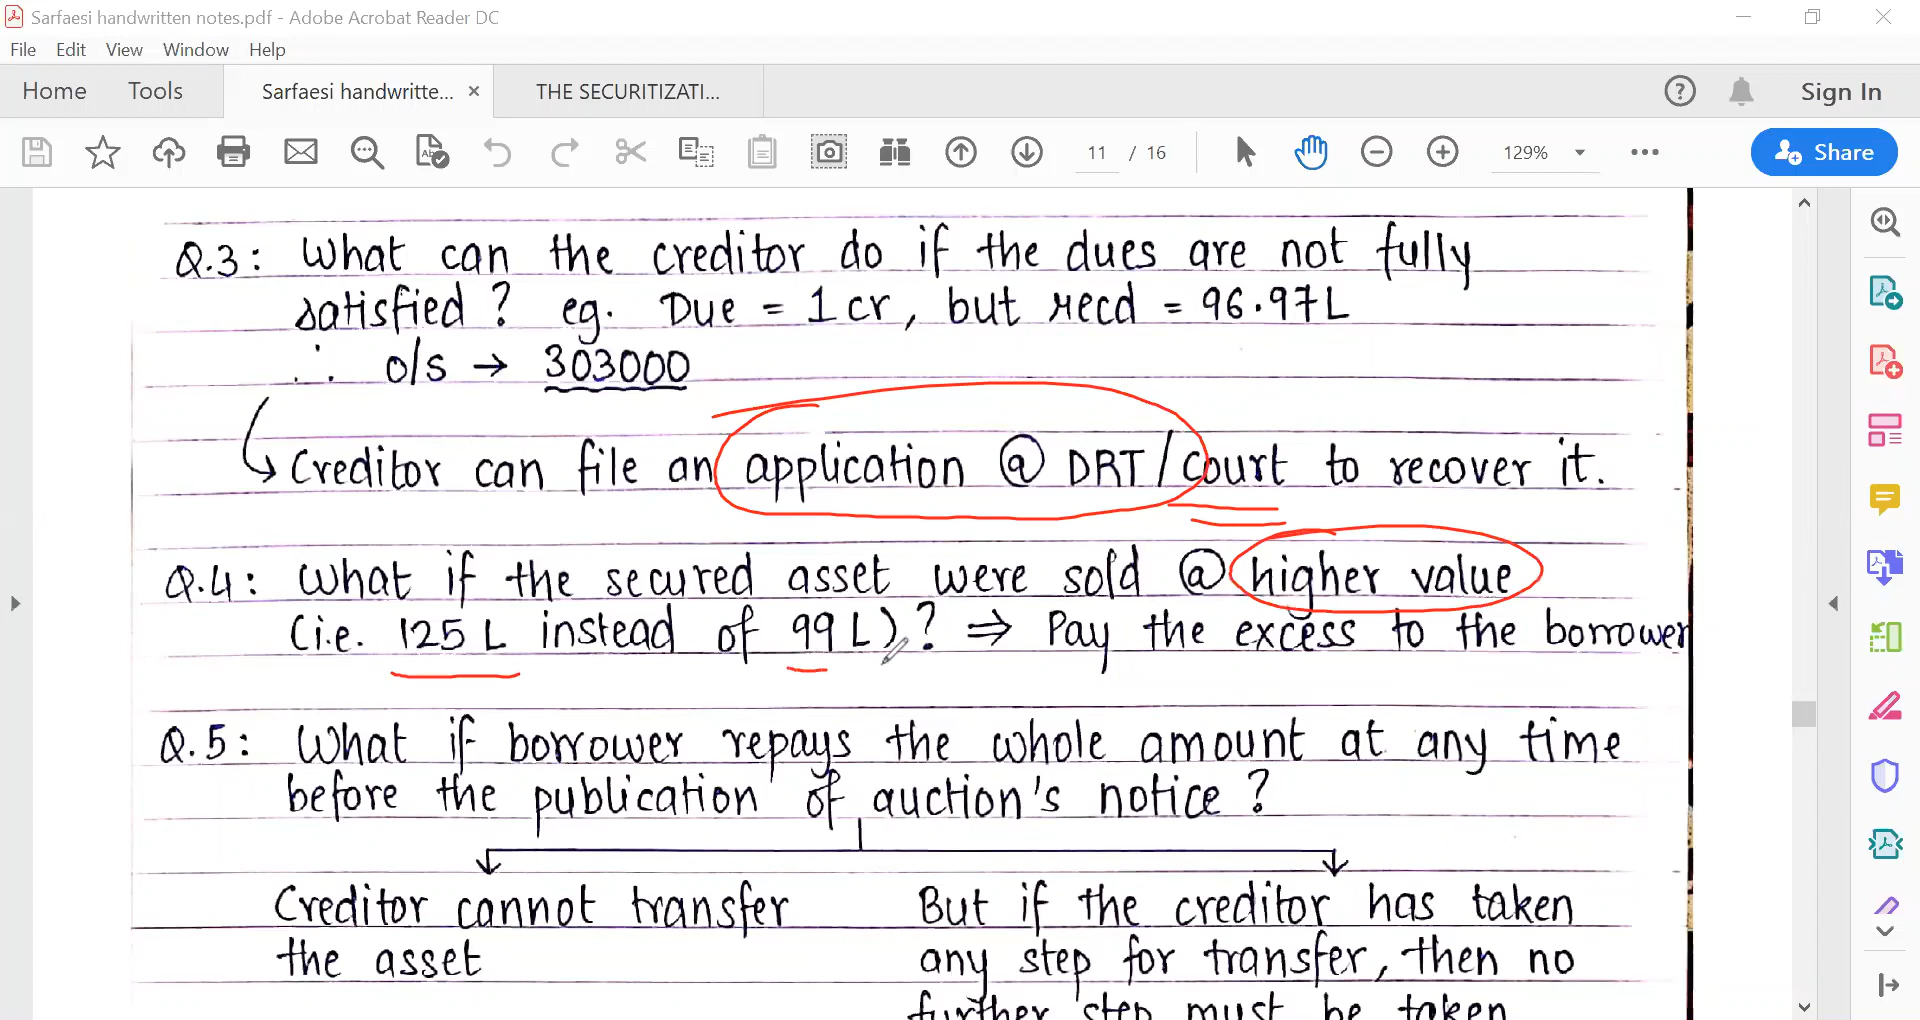 Sarfaesi handwritten notes.pdf - Adobe Acrobat Reader DC
File Edit View Window Help
Home Tools Sarfaesi handwritte... × THE SECURITIZATI... Sign In
11 / 16 129% Share
Q.3: What can the creditor do if the dues are not fully
satisfied? eg. Due = 1 cr, but recd = 96.97L
∴ o/s → 303000
Creditor can file an application @ DRT/court to recover it.
Q.4: What if the secured asset were sold @ higher value
(i.e. 125 L instead of 99 L)? ⇒ Pay the excess to the borrower
Q.5: What if borrower repays the whole amount at any time
before the publication of auction's notice?
Creditor cannot transfer
the asset
But if the creditor has taken
any step for transfer, then no
further step must be taken